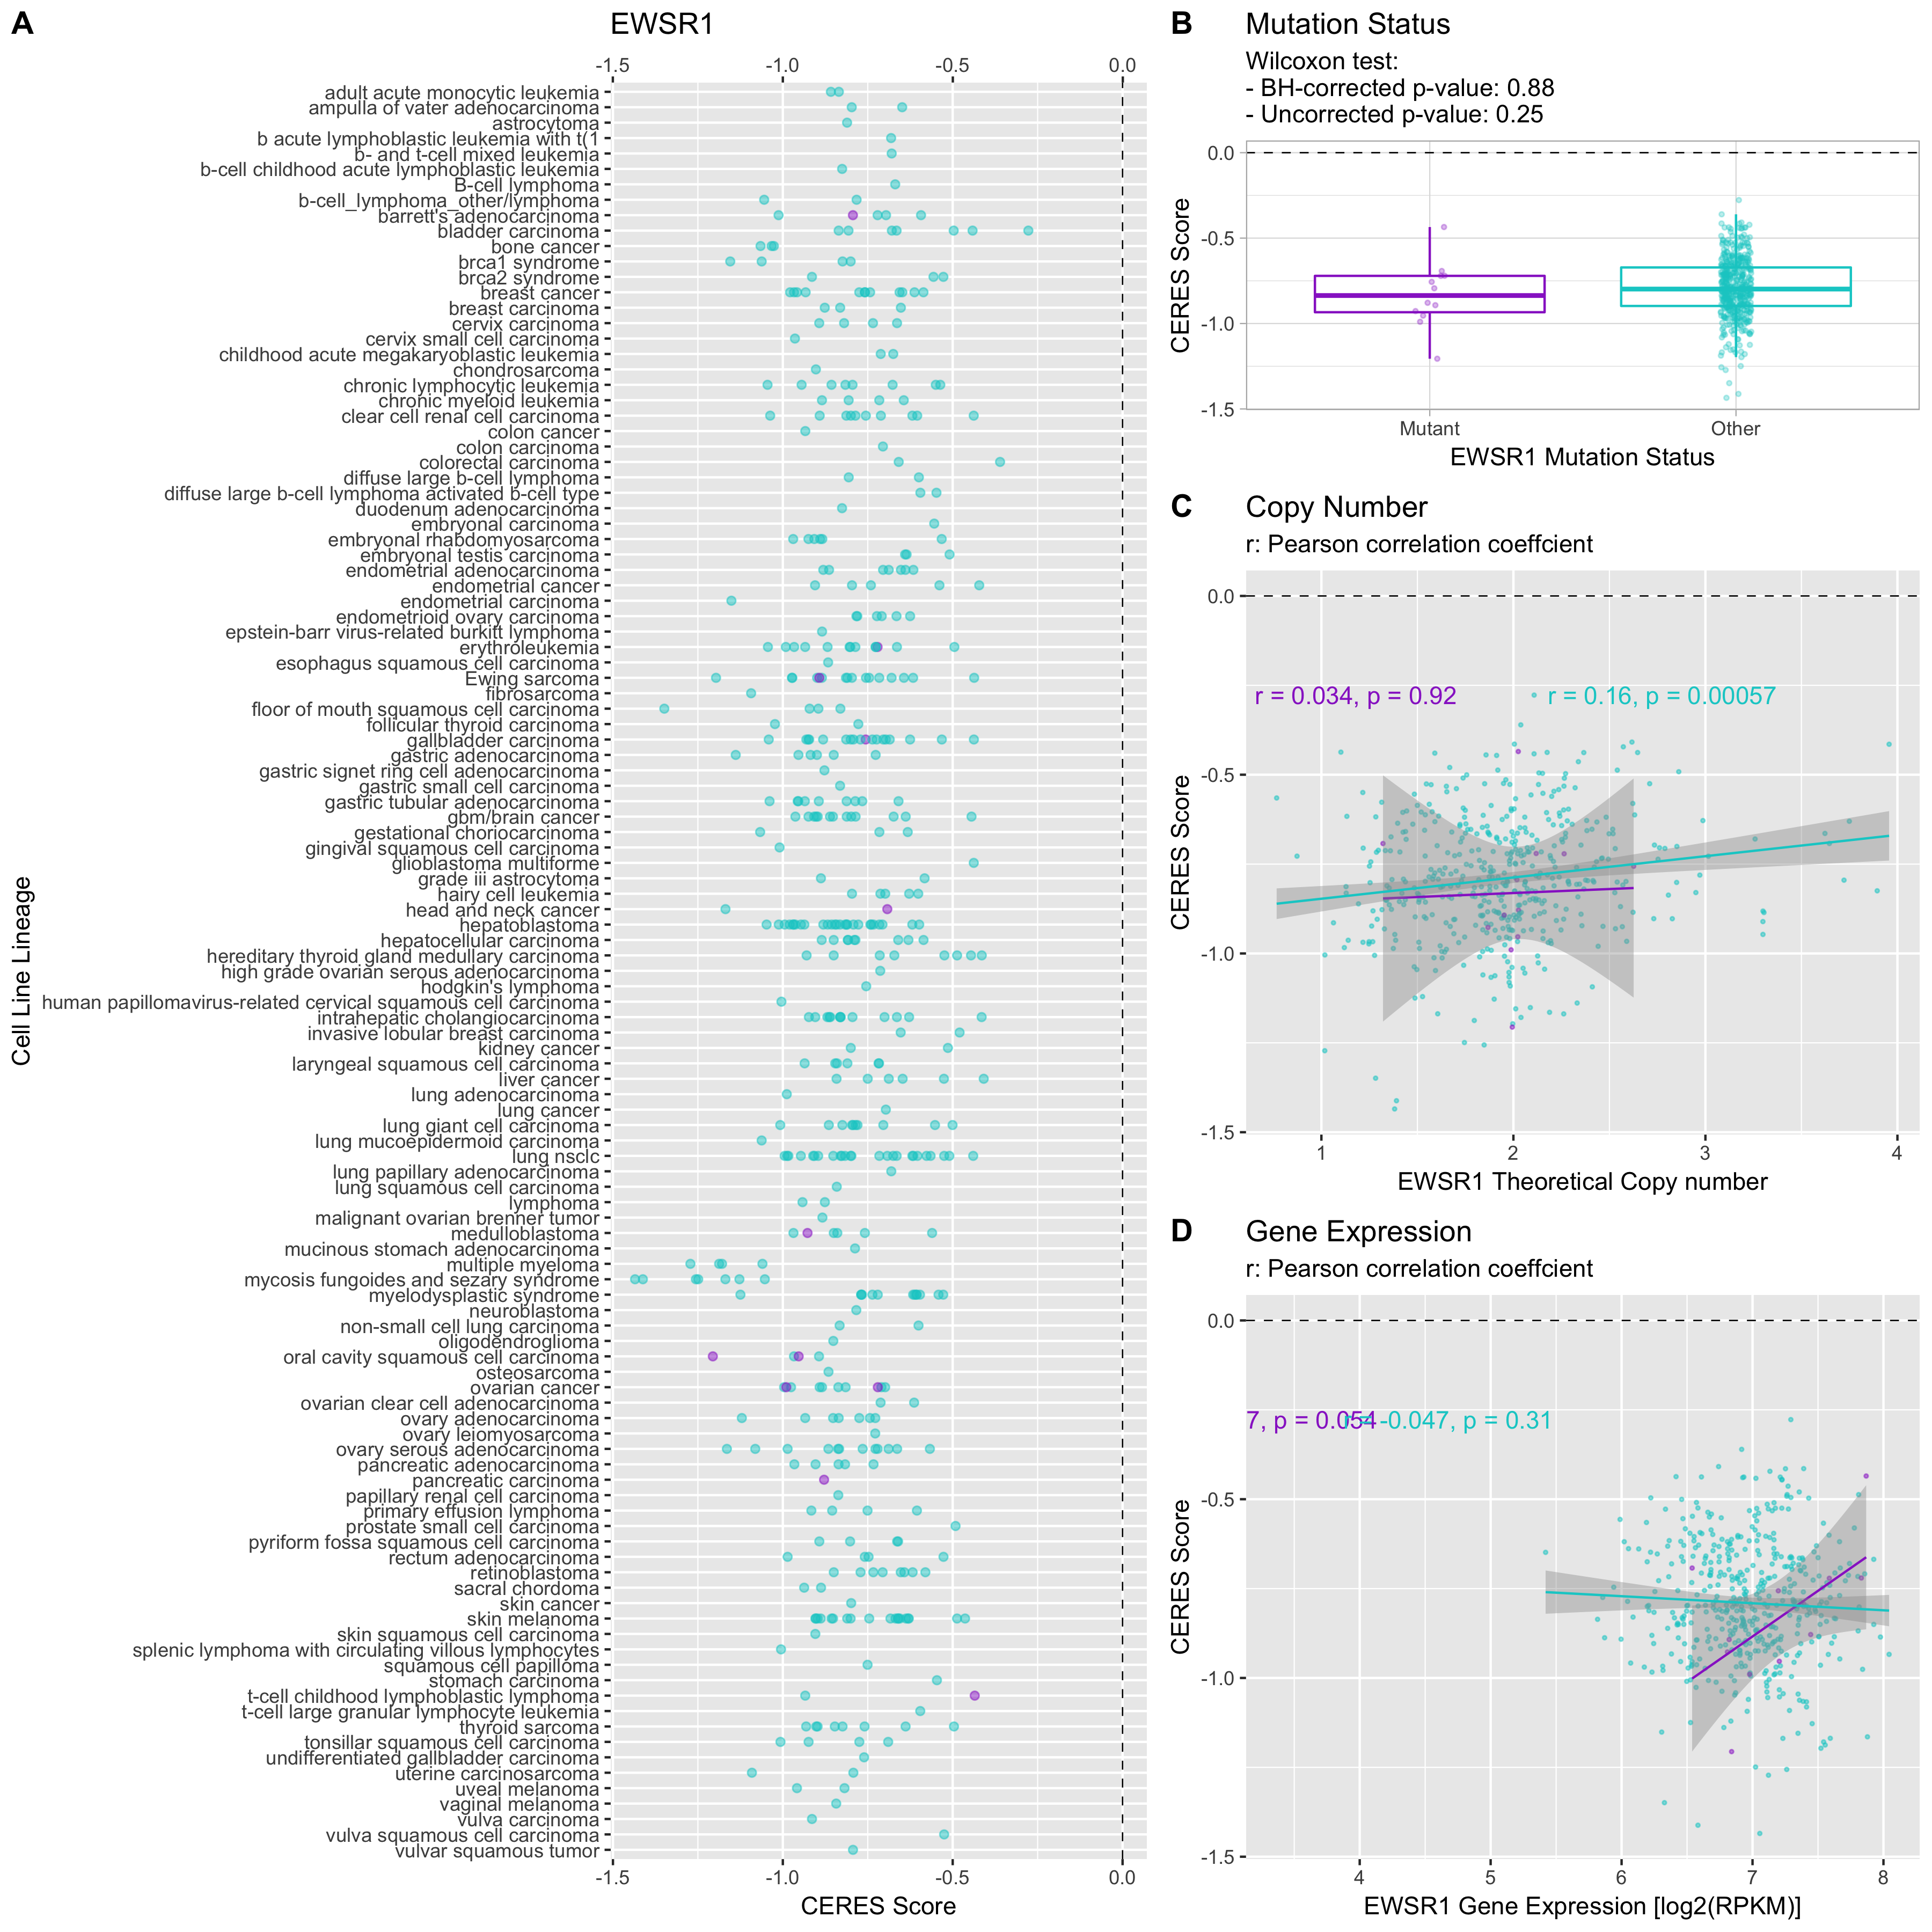 A
EWSR1
-1.5 -1.0 -0.5 0.0
Cell Line Lineage
adult acute monocytic leukemia
ampulla of vater adenocarcinoma
astrocytoma
b acute lymphoblastic leukemia with t(1
b- and t-cell mixed leukemia
b-cell childhood acute lymphoblastic leukemia
B-cell lymphoma
b-cell_lymphoma_other/lymphoma
barrett's adenocarcinoma
bladder carcinoma
bone cancer
brca1 syndrome
brca2 syndrome
breast cancer
breast carcinoma
cervix carcinoma
cervix small cell carcinoma
childhood acute megakaryoblastic leukemia
chondrosarcoma
chronic lymphocytic leukemia
chronic myeloid leukemia
clear cell renal cell carcinoma
colon cancer
colon carcinoma
colorectal carcinoma
diffuse large b-cell lymphoma
diffuse large b-cell lymphoma activated b-cell type
duodenum adenocarcinoma
embryonal carcinoma
embryonal rhabdomyosarcoma
embryonal testis carcinoma
endometrial adenocarcinoma
endometrial cancer
endometrial carcinoma
endometrioid ovary carcinoma
epstein-barr virus-related burkitt lymphoma
erythroleukemia
esophagus squamous cell carcinoma
Ewing sarcoma
fibrosarcoma
floor of mouth squamous cell carcinoma
follicular thyroid carcinoma
gallbladder carcinoma
gastric adenocarcinoma
gastric signet ring cell adenocarcinoma
gastric small cell carcinoma
gastric tubular adenocarcinoma
gbm/brain cancer
gestational choriocarcinoma
gingival squamous cell carcinoma
glioblastoma multiforme
grade iii astrocytoma
hairy cell leukemia
head and neck cancer
hepatoblastoma
hepatocellular carcinoma
hereditary thyroid gland medullary carcinoma
high grade ovarian serous adenocarcinoma
hodgkin's lymphoma
human papillomavirus-related cervical squamous cell carcinoma
intrahepatic cholangiocarcinoma
invasive lobular breast carcinoma
kidney cancer
laryngeal squamous cell carcinoma
liver cancer
lung adenocarcinoma
lung cancer
lung giant cell carcinoma
lung mucoepidermoid carcinoma
lung nsclc
lung papillary adenocarcinoma
lung squamous cell carcinoma
lymphoma
malignant ovarian brenner tumor
medulloblastoma
mucinous stomach adenocarcinoma
multiple myeloma
mycosis fungoides and sezary syndrome
myelodysplastic syndrome
neuroblastoma
non-small cell lung carcinoma
oligodendroglioma
oral cavity squamous cell carcinoma
osteosarcoma
ovarian cancer
ovarian clear cell adenocarcinoma
ovary adenocarcinoma
ovary leiomyosarcoma
ovary serous adenocarcinoma
pancreatic adenocarcinoma
pancreatic carcinoma
papillary renal cell carcinoma
primary effusion lymphoma
prostate small cell carcinoma
pyriform fossa squamous cell carcinoma
rectum adenocarcinoma
retinoblastoma
sacral chordoma
skin cancer
skin melanoma
skin squamous cell carcinoma
splenic lymphoma with circulating villous lymphocytes
squamous cell papilloma
stomach carcinoma
t-cell childhood lymphoblastic lymphoma
t-cell large granular lymphocyte leukemia
thyroid sarcoma
tonsillar squamous cell carcinoma
undifferentiated gallbladder carcinoma
uterine carcinosarcoma
uveal melanoma
vaginal melanoma
vulva carcinoma
vulva squamous cell carcinoma
vulvar squamous tumor
-1.5 -1.0 -0.5 0.0
CERES Score
B
Mutation Status
Wilcoxon test:
- BH-corrected p-value: 0.88
- Uncorrected p-value: 0.25
CERES Score
0.0
-0.5
-1.0
-1.5
Mutant Other
EWSR1 Mutation Status
C
Copy Number
r: Pearson correlation coeffcient
CERES Score
0.0
r = 0.034, p = 0.92 r = 0.16, p = 0.00057
-0.5
-1.0
-1.5
1 2 3 4
EWSR1 Theoretical Copy number
D
Gene Expression
r: Pearson correlation coeffcient
CERES Score
0.0
7, p = 0.054 r = -0.047, p = 0.31
-0.5
-1.0
-1.5
4 5 6 7 8
EWSR1 Gene Expression [log2(RPKM)]